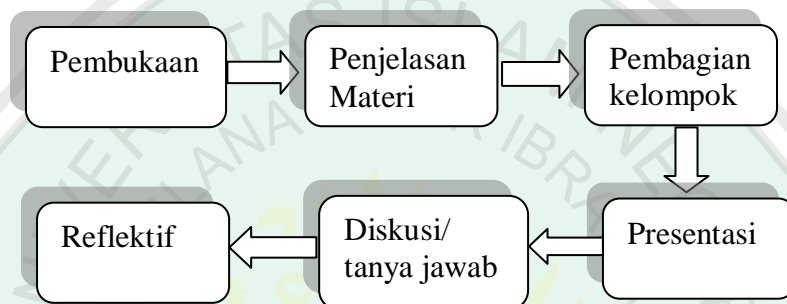 Pembukaan
Penjelasan
Materi
Pembagian
kelompok
Presentasi
Diskusi/
tanya jawab
Reflektif